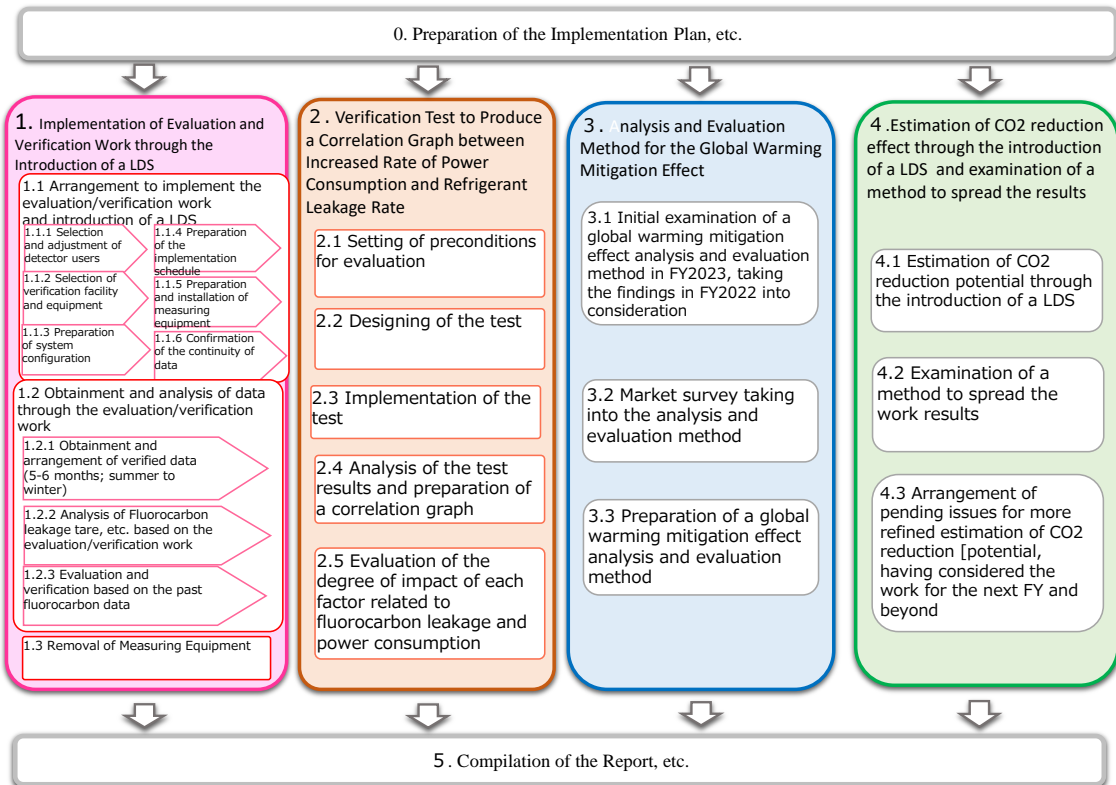 0. Preparation of the Implementation Plan, etc.
1. Implementation of Evaluation and
Verification Work through the
Introduction of a LDS
1.1 Arrangement to implement the
evaluation/verification work
and introduction of a LDS
1.1.1 Selection
and adjustment of
detector users
1.1.2 Selection of
verification facility
and equipment
1.1.3 Preparation
of system
configuration
1.1.4 Preparation
of the
implementation
schedule
1.1.5 Preparation
and installation of
measuring
equipment
1.1.6 Confirmation
of the continuity of
data
1.2 Obtainment and analysis of data
through the evaluation/verification
work
1.2.1 Obtainment and
arrangement of verified data
(5-6 months; summer to
winter)
1.2.2 Analysis of Fluorocarbon
leakage tare, etc. based on the
evaluation/verification work
1.2.3 Evaluation and
verification based on the past
fluorocarbon data
1.3 Removal of Measuring Equipment
2. Verification Test to Produce
a Correlation Graph between
Increased Rate of Power
Consumption and Refrigerant
Leakage Rate
2.1 Setting of preconditions
for evaluation
2.2 Designing of the test
2.3 Implementation of the
test
2.4 Analysis of the test
results and preparation of
a correlation graph
2.5 Evaluation of the
degree of impact of each
factor related to
fluorocarbon leakage and
power consumption
3. Analysis and Evaluation
Method for the Global Warming
Mitigation Effect
3.1 Initial examination of a
global warming mitigation
effect analysis and evaluation
method in FY2023, taking
the findings in FY2022 into
consideration
3.2 Market survey taking
into the analysis and
evaluation method
3.3 Preparation of a global
warming mitigation effect
analysis and evaluation
method
4.Estimation of CO2 reduction
effect through the introduction
of a LDS and examination of a
method to spread the results
4.1 Estimation of CO2
reduction potential through
the introduction of a LDS
4.2 Examination of a
method to spread the
work results
4.3 Arrangement of
pending issues for more
refined estimation of CO2
reduction [potential,
having considered the
work for the next FY and
beyond
5. Compilation of the Report, etc.